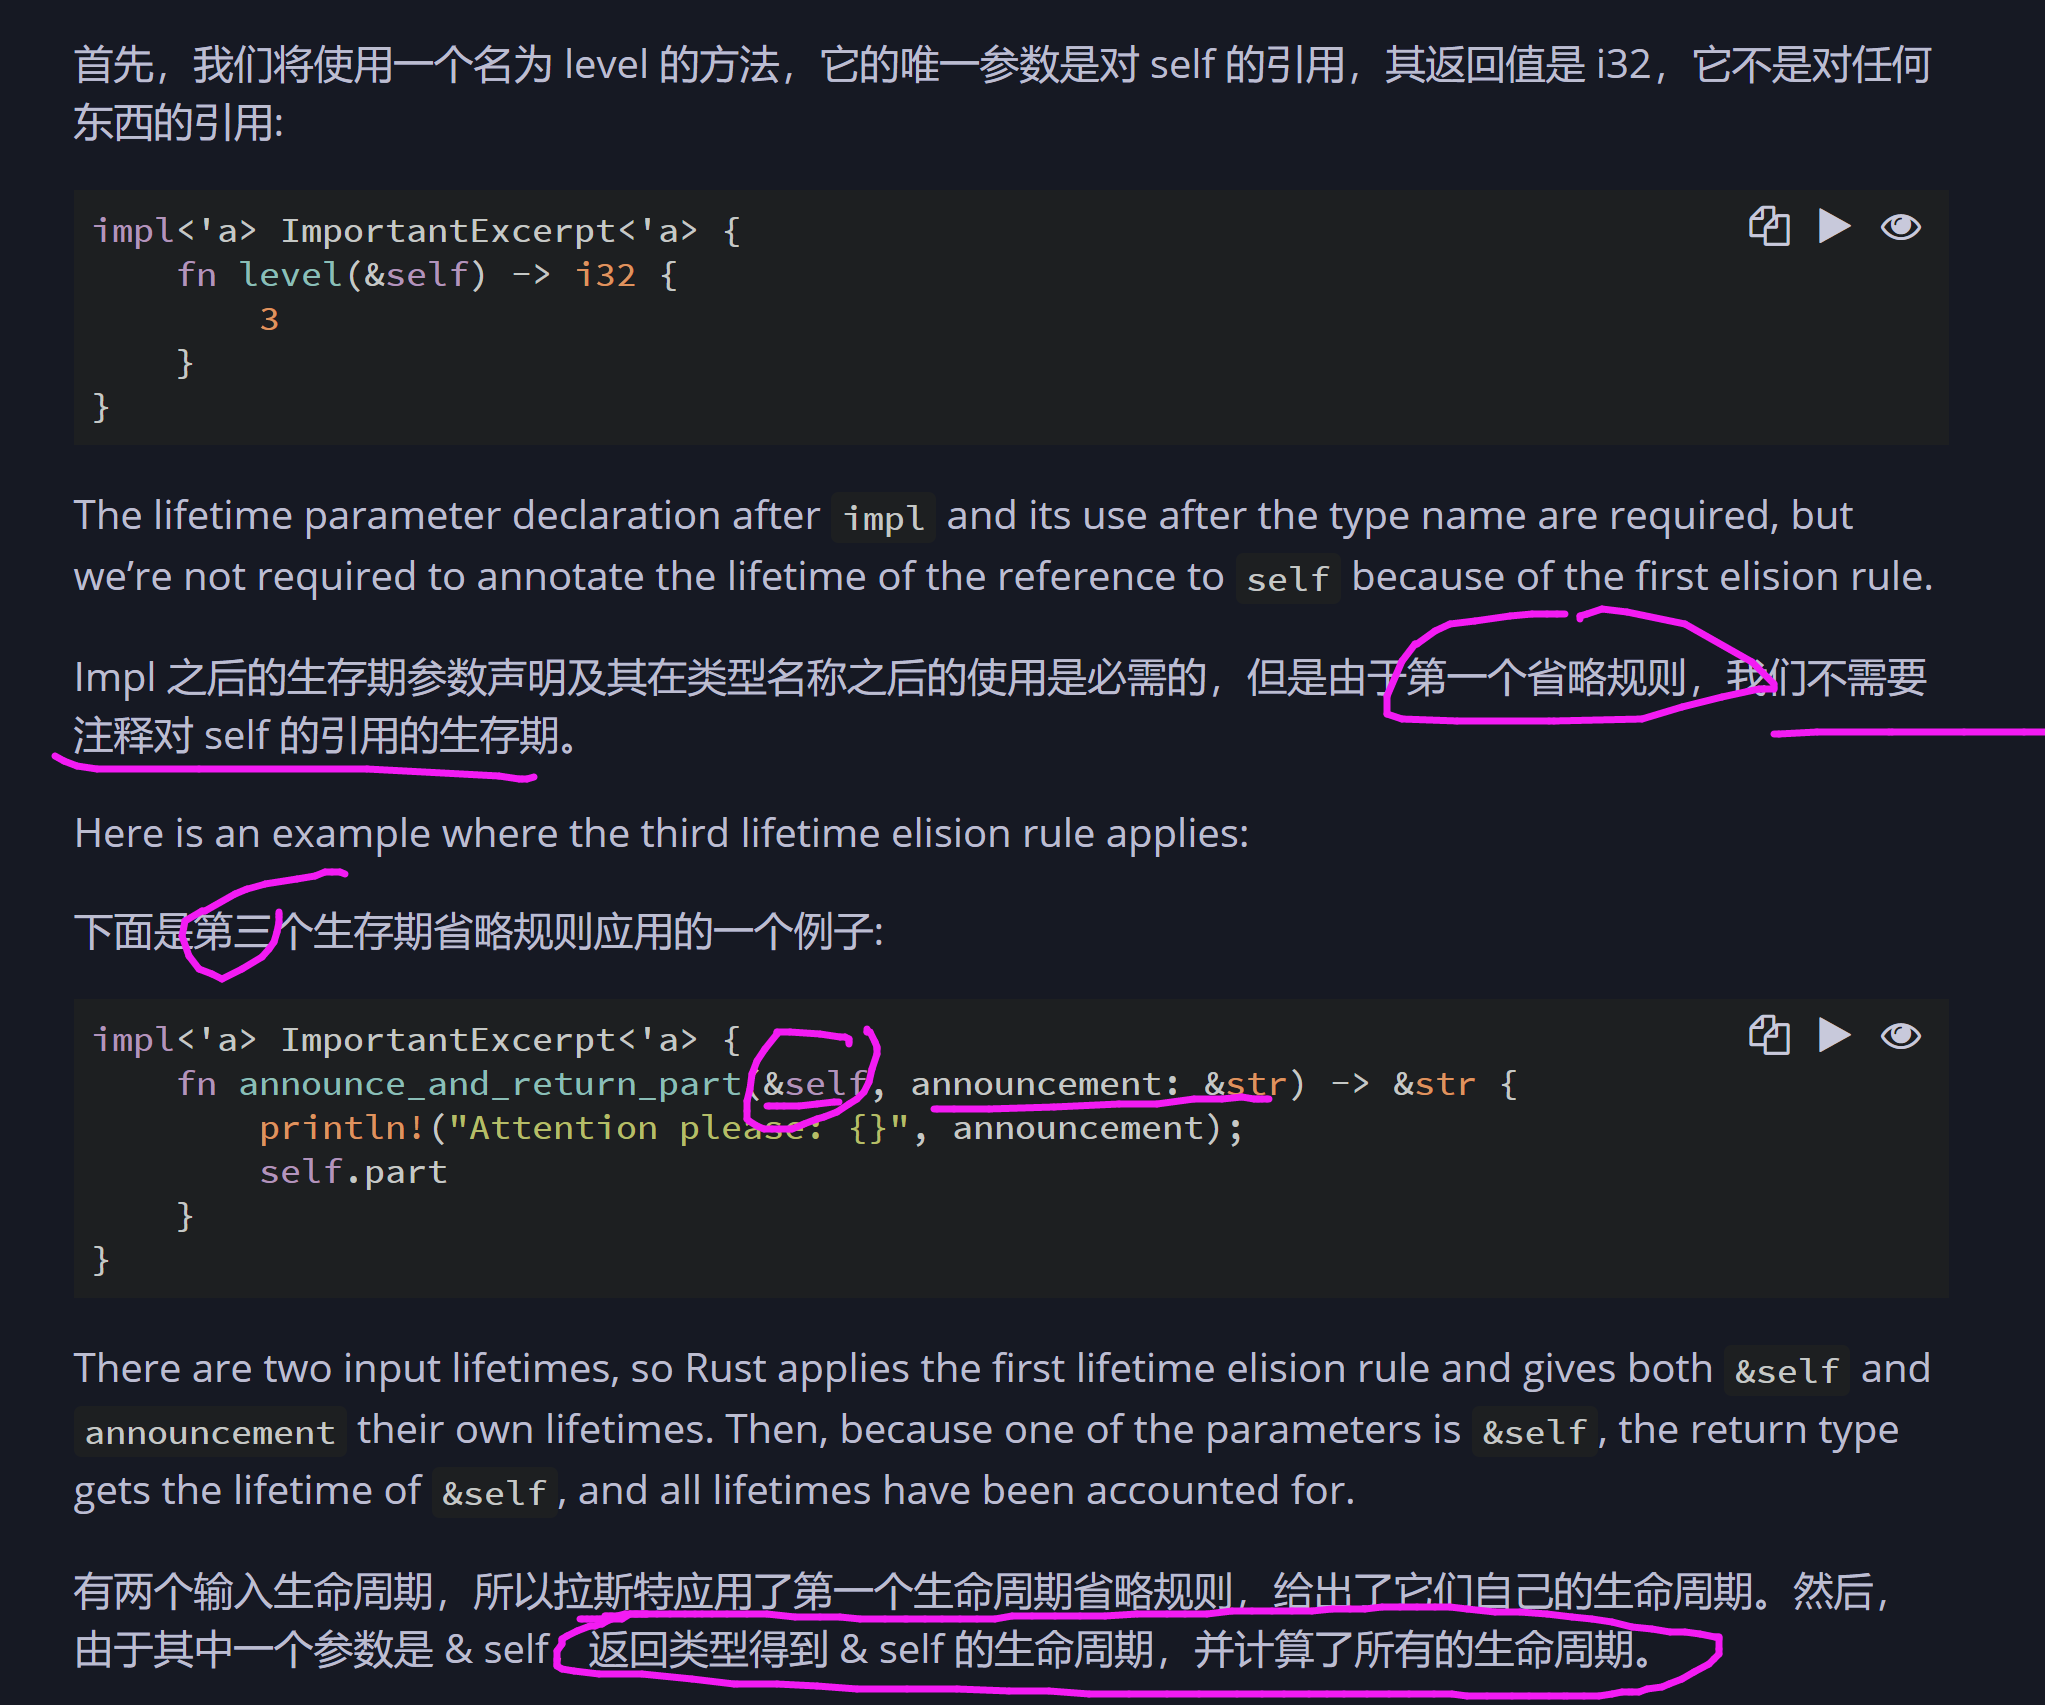 首先，我们将使用一个名为 level 的方法，它的唯一参数是对 self 的引用，其返回值是 i32，它不是对任何
东西的引用:
impl<'a> ImportantExcerpt<'a> {
    fn level(&self) -> i32 {
        3
    }
}
The lifetime parameter declaration after impl and its use after the type name are required, but
we’re not required to annotate the lifetime of the reference to self because of the first elision rule.
Impl 之后的生存期参数声明及其在类型名称之后的使用是必需的，但是由于第一个省略规则，我们不需要
注释对 self 的引用的生存期。
Here is an example where the third lifetime elision rule applies:
下面是第三个生存期省略规则应用的一个例子:
impl<'a> ImportantExcerpt<'a> {
    fn announce_and_return_part(&self, announcement: &str) -> &str {
        println!("Attention please: {}", announcement);
        self.part
    }
}
There are two input lifetimes, so Rust applies the first lifetime elision rule and gives both &self and
announcement their own lifetimes. Then, because one of the parameters is &self, the return type
gets the lifetime of &self, and all lifetimes have been accounted for.
有两个输入生命周期，所以拉斯特应用了第一个生命周期省略规则，给出了它们自己的生命周期。然后，
由于其中一个参数是 & self 返回类型得到 & self 的生命周期，并计算了所有的生命周期。